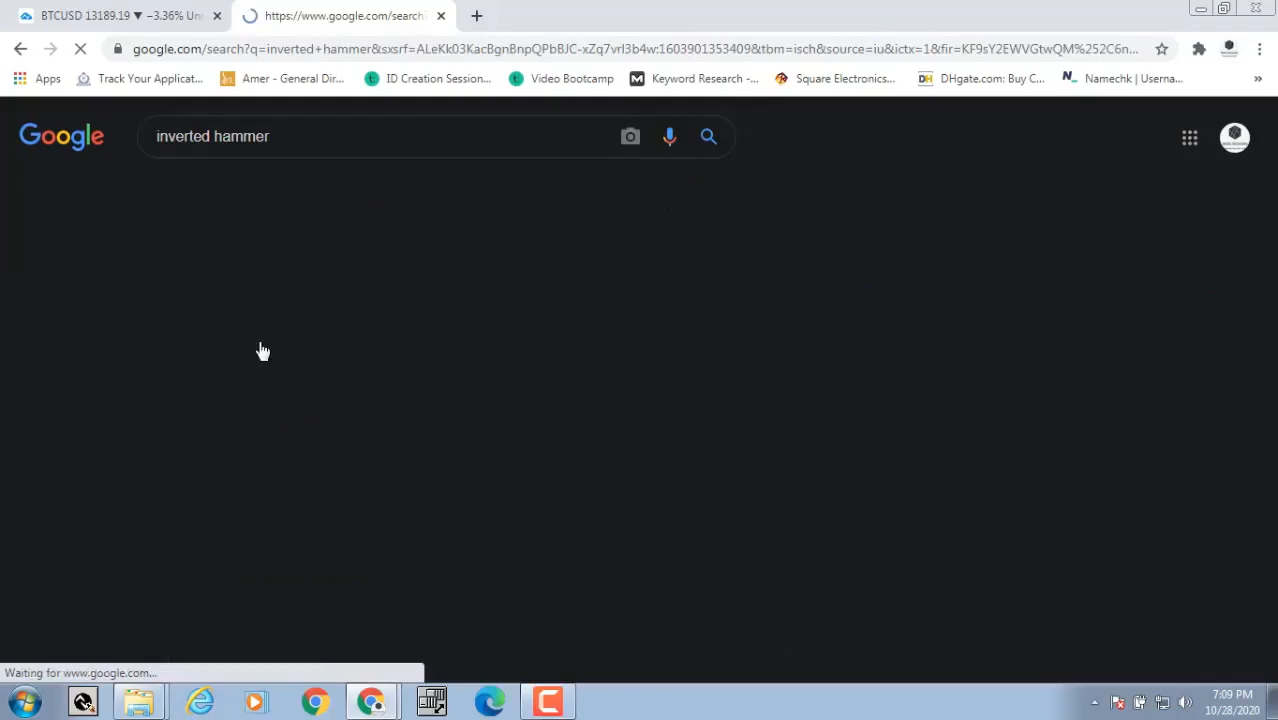 BTCUSD 13189.19 ▼ −3.36% Un
https://www.google.com/search
google.com/search?q=inverted+hammer&sxsrf=ALeKk03KacBgnBnpQPbBJC-xZq7vrl3b4w:1603901353409&tbm=isch&source=iu&ictx=1&fir=KF9sY2EWVGtwQM%252C6n...
Apps
Track Your Applicat...
Amer - General Dir...
ID Creation Session...
Video Bootcamp
Keyword Research -...
Square Electronics...
DHgate.com: Buy C...
Namechk | Userna...
»
Google
inverted hammer
Waiting for www.google.com...
7:09 PM
10/28/2020